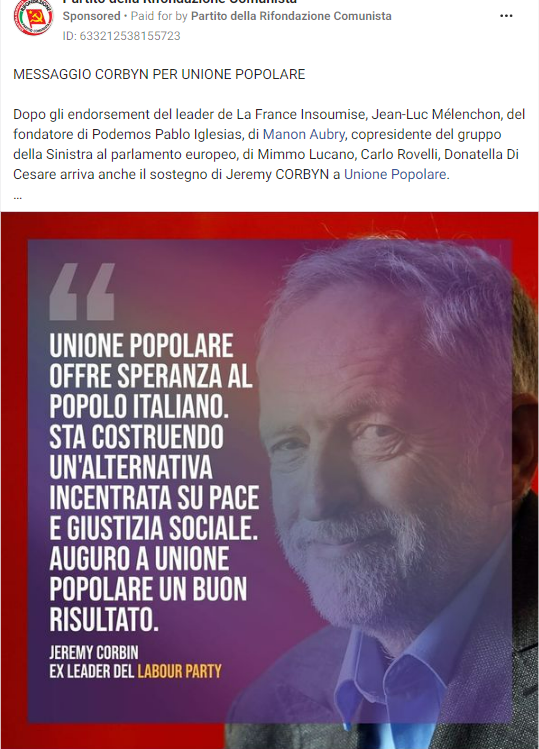 Partito della Rifondazione Comunista
Sponsored • Paid for by Partito della Rifondazione Comunista
ID: 633212538155723
MESSAGGIO CORBYN PER UNIONE POPOLARE
Dopo gli endorsement del leader de La France Insoumise, Jean-Luc Mélenchon, del
fondatore di Podemos Pablo Iglesias, di Manon Aubry, copresidente del gruppo
della Sinistra al parlamento europeo, di Mimmo Lucano, Carlo Rovelli, Donatella Di
Cesare arriva anche il sostegno di Jeremy CORBYN a Unione Popolare.
...
“
UNIONE POPOLARE
OFFRE SPERANZA AL
POPOLO ITALIANO.
STA COSTRUENDO
UN'ALTERNATIVA
INCENTRATA SU PACE
E GIUSTIZIA SOCIALE.
AUGURO A UNIONE
POPOLARE UN BUON
RISULTATO.
JEREMY CORBIN
EX LEADER DEL LABOUR PARTY